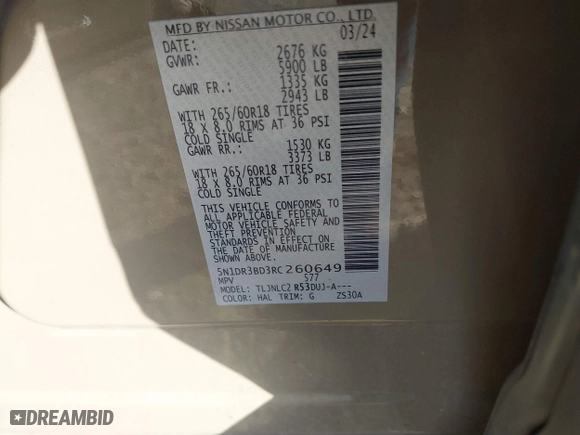 MFD BY NISSAN MOTOR CO., LTD.
DATE: 03/24
GVWR: 2676 KG
5900 LB
GAWR FR.: 1335 KG
2943 LB
WITH 265/60R18 TIRES
18 X 8.0 RIMS AT 36 PSI
COLD SINGLE
GAWR RR.: 1530 KG
3373 LB
WITH 265/60R18 TIRES
18 X 8.0 RIMS AT 36 PSI
COLD SINGLE
THIS VEHICLE CONFORMS TO
ALL APPLICABLE FEDERAL
MOTOR VEHICLE SAFETY AND
THEFT PREVENTION
STANDARDS IN EFFECT ON
THE DATE OF MANUFACTURE
SHOWN ABOVE.
5N1DR3BD3RC260649
MPV 577
MODEL: TLJNLC2 R53DUJ-A---
COLOR: HAL TRIM: G ZS30A
DREAMBID